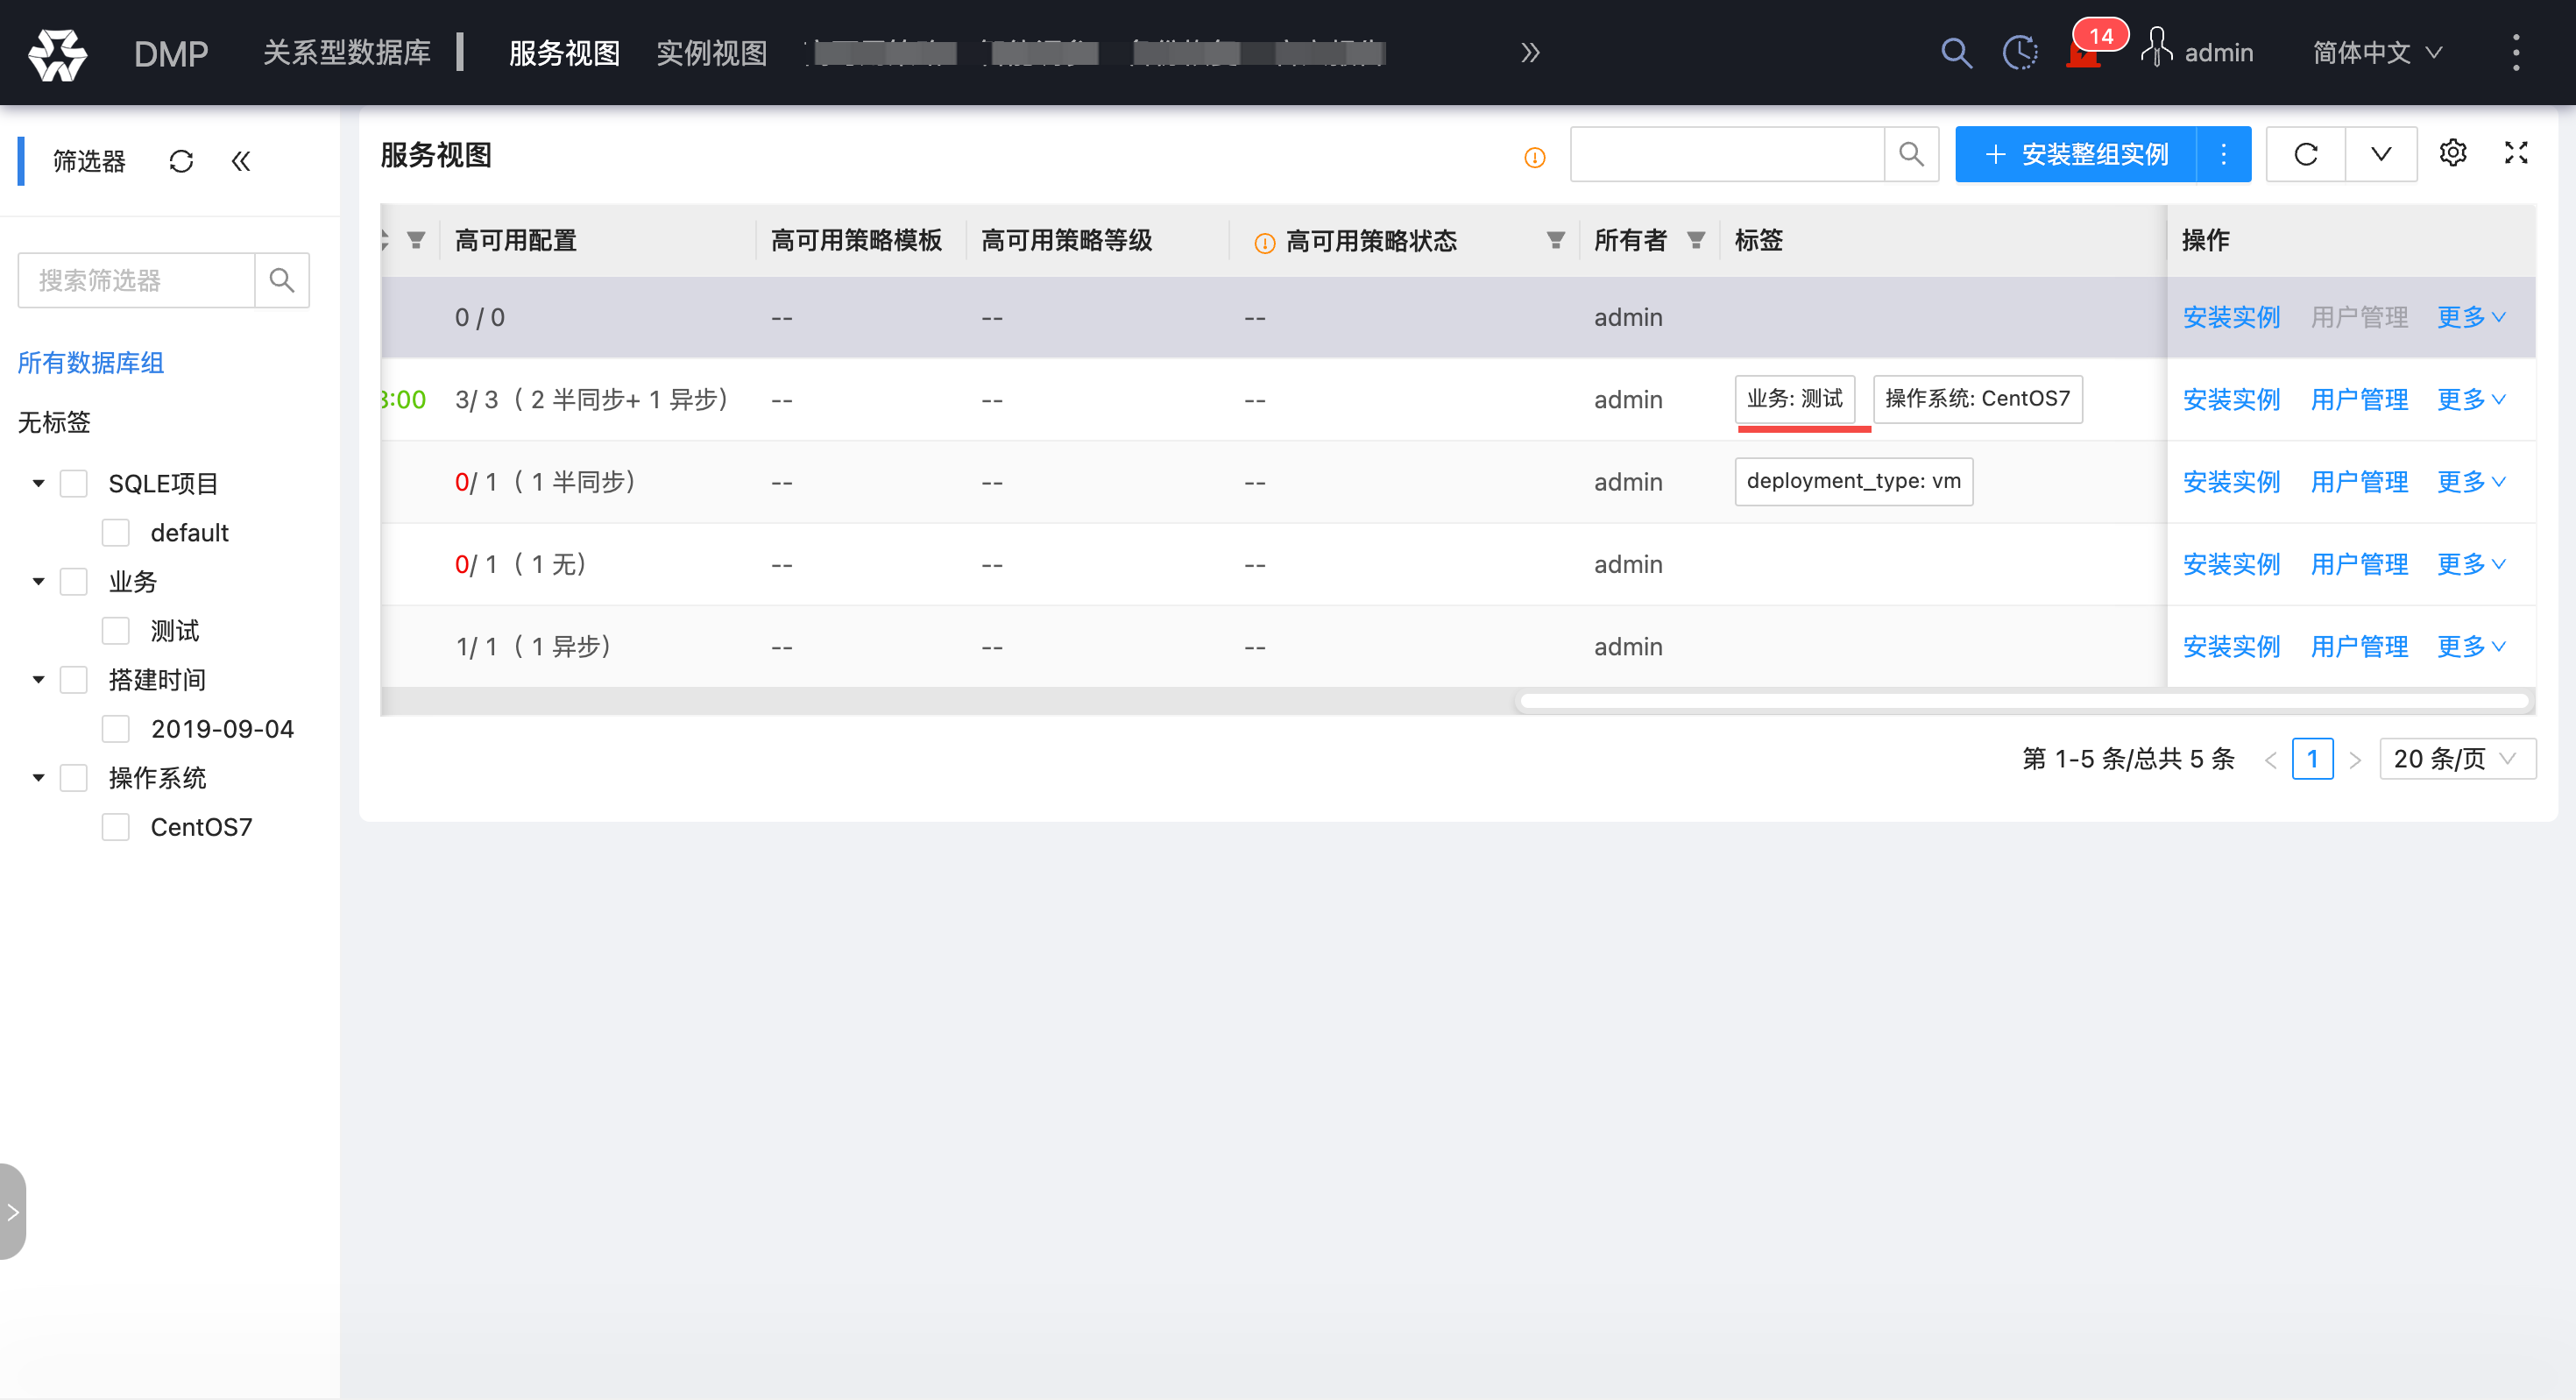 DMP 关系型数据库 服务视图 实例视图 14 admin 简体中文
筛选器
搜索筛选器
所有数据库组
无标签
SQLE项目
default
业务
测试
搭建时间
2019-09-04
操作系统
CentOS7
服务视图 安装整组实例
高可用配置 高可用策略模板 高可用策略等级 高可用策略状态 所有者 标签 操作
0 / 0 -- -- -- admin 安装实例 用户管理 更多
3:00 3/ 3（ 2 半同步+ 1 异步） -- -- -- admin 业务: 测试 操作系统: CentOS7 安装实例 用户管理 更多
0/ 1（ 1 半同步） -- -- -- admin deployment_type: vm 安装实例 用户管理 更多
0/ 1（ 1 无） -- -- -- admin 安装实例 用户管理 更多
1/ 1（ 1 异步） -- -- -- admin 安装实例 用户管理 更多
第 1-5 条/总共 5 条 1 20 条/页